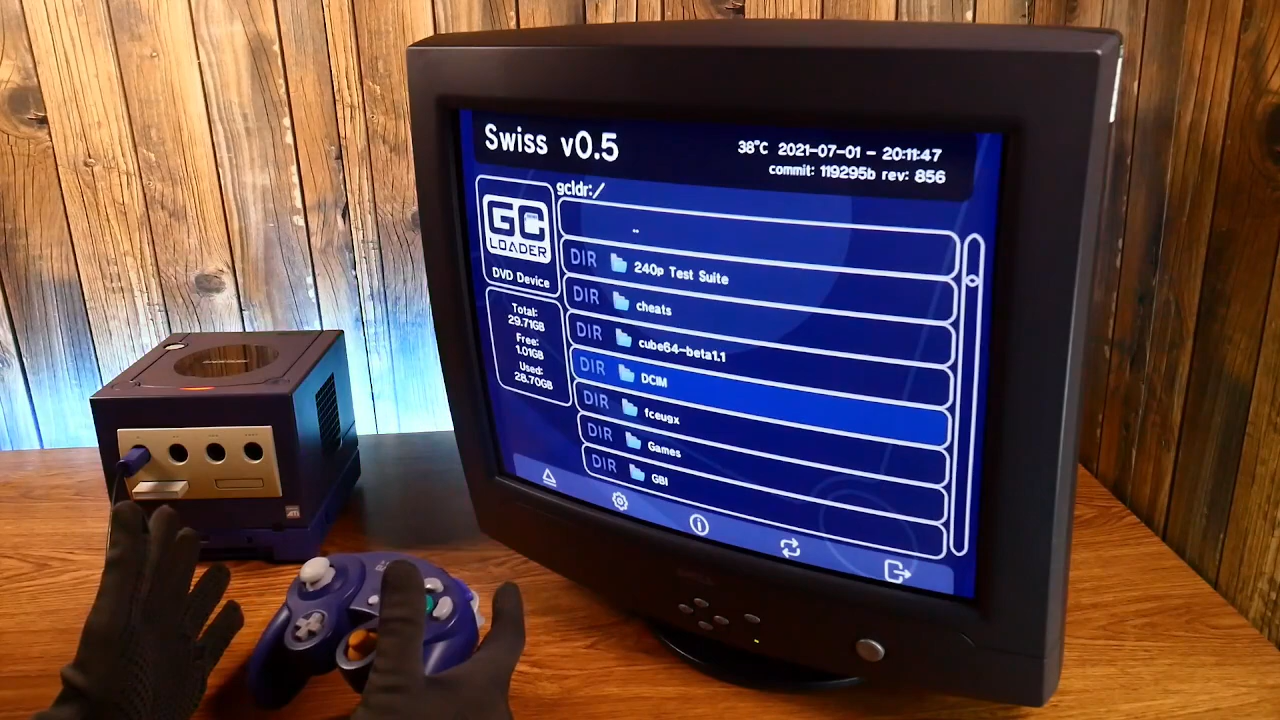 Swiss v0.5
38°C 2021-07-01 - 20:11:47
commit: 119295b rev: 856
gcldr:/
GC
LOADER
DVD Device
Total:
29.71GB
Free:
1.01GB
Used:
28.70GB
..
DIR 240p Test Suite
DIR cheats
DIR cube64-beta1.1
DIR DCIM
DIR fceugx
DIR Games
DIR GBI
ATI